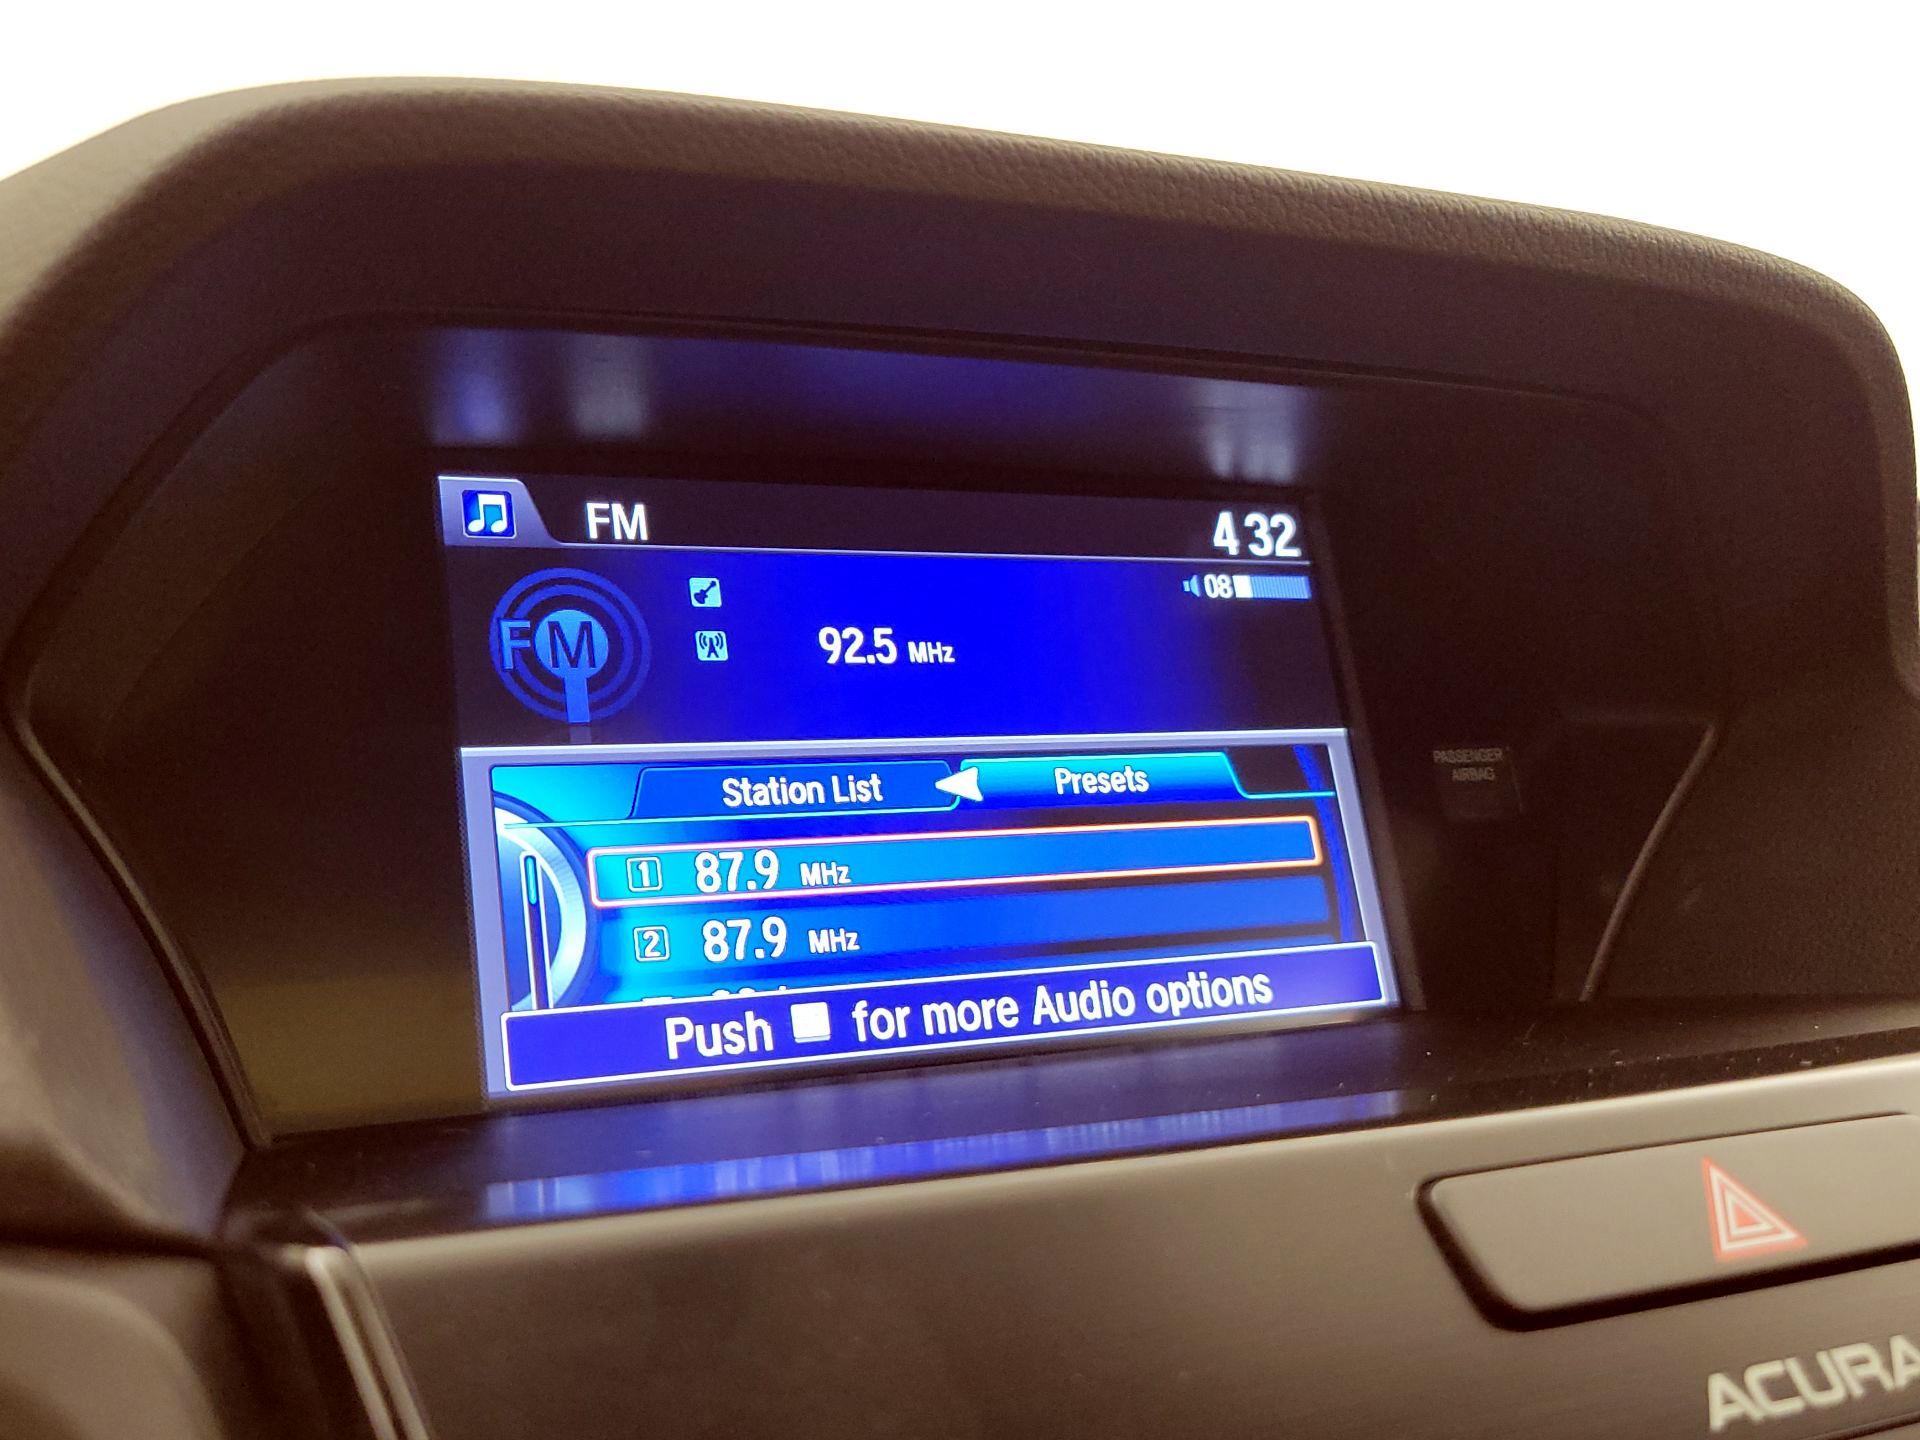 FM
4 32
08
FM
92.5 MHz
Station List
Presets
1 87.9 MHz
2 87.9 MHz
Push for more Audio options
PASSENGER
AIRBAG
ACURA